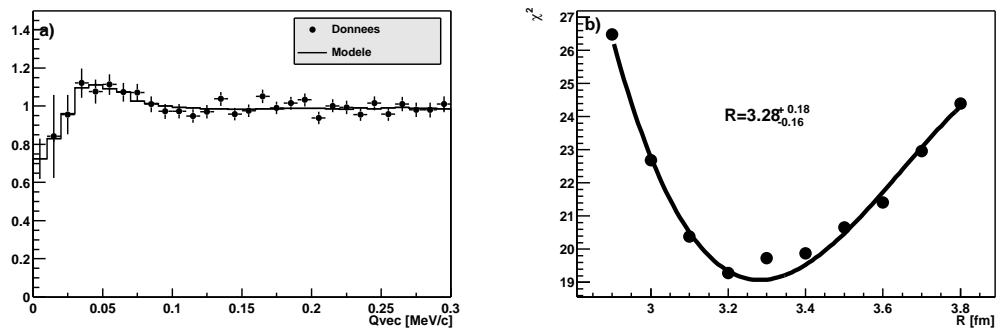 a)
Donnees
Modele
1.4
1.2
1
0.8
0.6
0.4
0.2
0
0 0.05 0.1 0.15 0.2 0.25 0.3
Qvec [MeV/c]
χ²
b)
27
26
25
24
23
22
21
20
19
R=3.28 + 0.18 -0.16
3 3.2 3.4 3.6 3.8
R [fm]